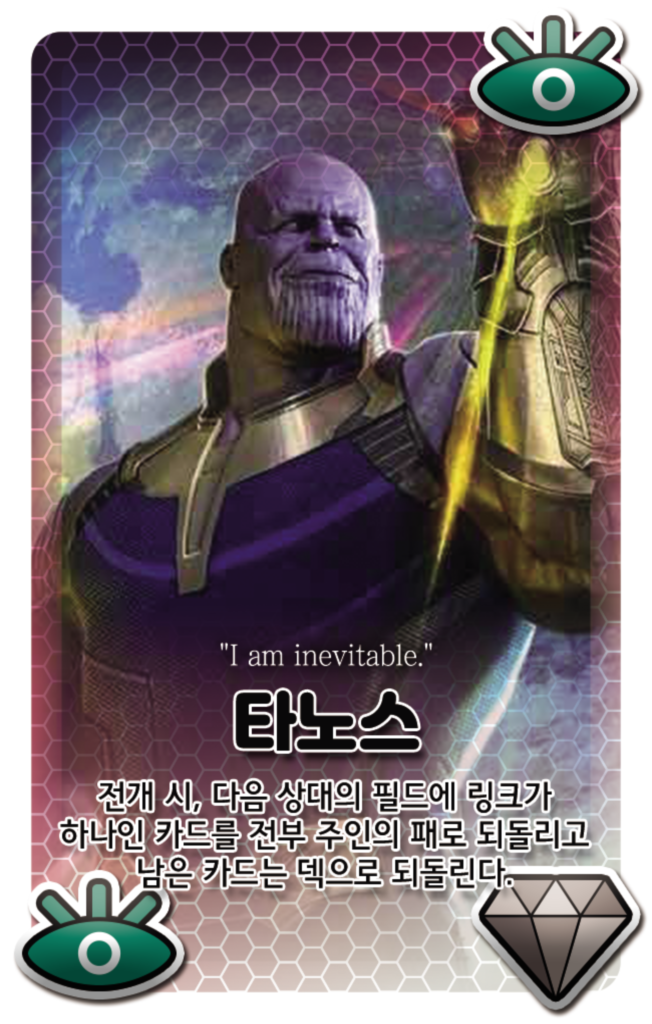 "I am inevitable."
타노스
전개 시, 다음 상대의 필드에 링크가
하나인 카드를 전부 주인의 패로 되돌리고
남은 카드는 덱으로 되돌린다.